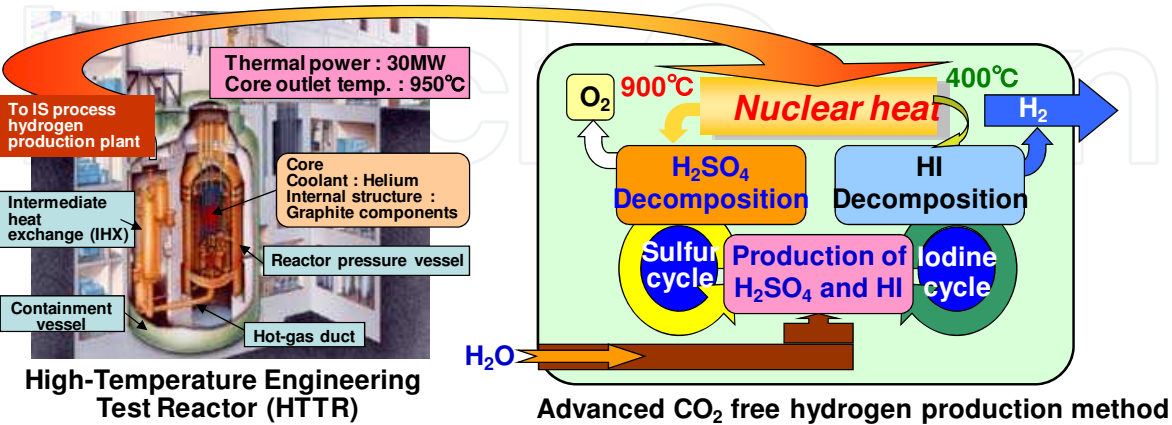 Thermal power : 30MW
Core outlet temp. : 950℃
To IS process
hydrogen
production plant
Core
Coolant : Helium
Internal structure :
Graphite components
Intermediate
heat
exchange (IHX)
Reactor pressure vessel
Containment
vessel
Hot-gas duct
High-Temperature Engineering
Test Reactor (HTTR)
O₂
900℃
400℃
Nuclear heat
H₂
H₂SO₄
Decomposition
HI
Decomposition
Sulfur
cycle
Production of
H₂SO₄ and HI
Iodine
cycle
H₂O
Advanced CO₂ free hydrogen production method